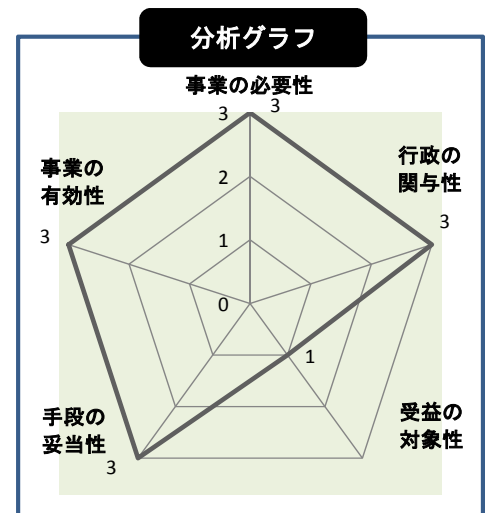 分析グラフ
事業の必要性
3
3
行政の
関与性
3
事業の
有効性
3
2
1
0
1
受益の
対象性
手段の
妥当性
3